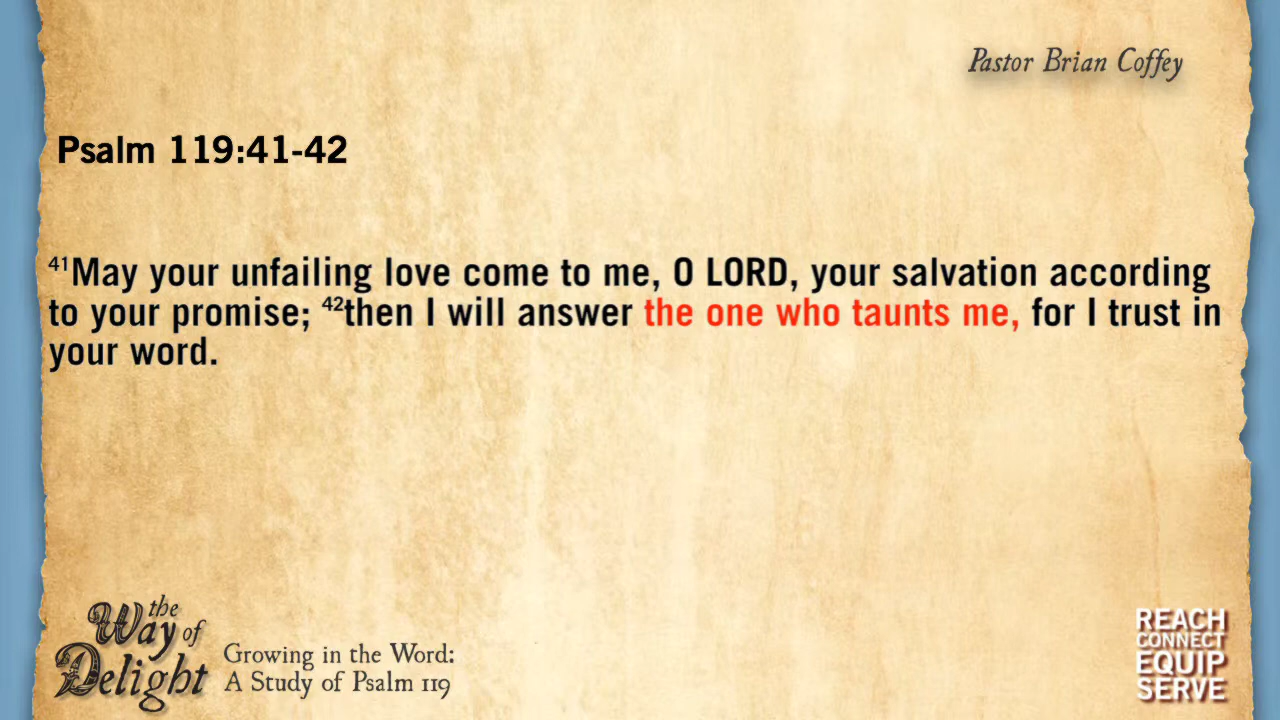 Pastor Brian Coffey
Psalm 119:41-42
⁴¹May your unfailing love come to me, O LORD, your salvation according
to your promise; ⁴²then I will answer the one who taunts me, for I trust in
your word.
the
Way of
Delight
Growing in the Word:
A Study of Psalm 119
REACH
CONNECT
EQUIP
SERVE